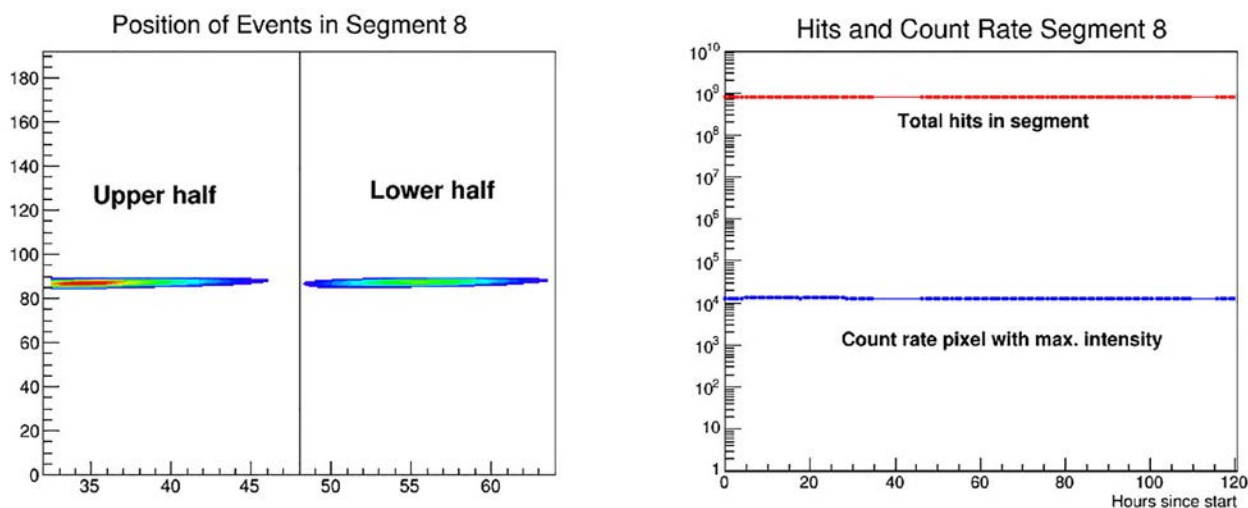 Position of Events in Segment 8
180
160
140
120
100
80
60
40
20
0
35 40 45 50 55 60
Upper half
Lower half
Hits and Count Rate Segment 8
10^10
10^9
10^8
10^7
10^6
10^5
10^4
10^3
10^2
10
1
0 20 40 60 80 100 120
Total hits in segment
Count rate pixel with max. intensity
Hours since start